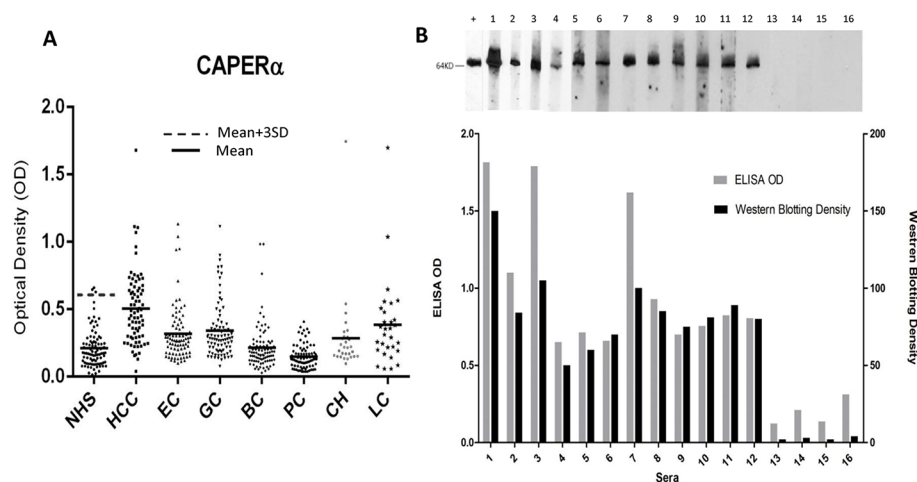 A
CAPERα
Optical Density (OD)
2.0
1.5
1.0
0.5
0.0
Mean+3SD
Mean
NHS HCC EC GC BC PC CH LC
B
+ 1 2 3 4 5 6 7 8 9 10 11 12 13 14 15 16
64KD
ELISA OD
2.0
1.5
1.0
0.5
0.0
ELISA OD
Western Blotting Density
200
150
100
50
0
Westren Blotting Density
1 2 3 4 5 6 7 8 9 10 11 12 13 14 15 16
Sera